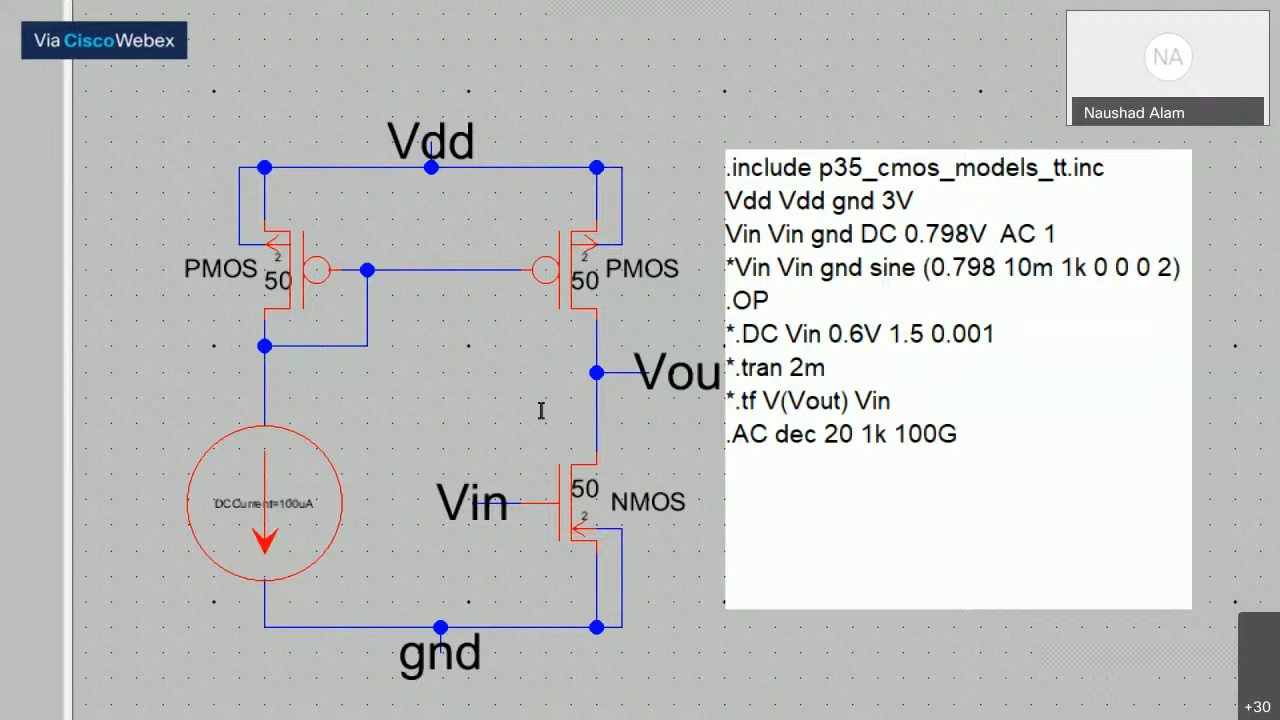 Via CiscoWebex
NA
Naushad Alam
Vdd
PMOS
2
50
2
50
PMOS
Vou
DCCurrent=100uA
Vin
50
2
NMOS
gnd
.include p35_cmos_models_tt.inc
Vdd Vdd gnd 3V
Vin Vin gnd DC 0.798V  AC 1
*Vin Vin gnd sine (0.798 10m 1k 0 0 0 2)
.OP
*.DC Vin 0.6V 1.5 0.001
*.tran 2m
*.tf V(Vout) Vin
.AC dec 20 1k 100G
+30